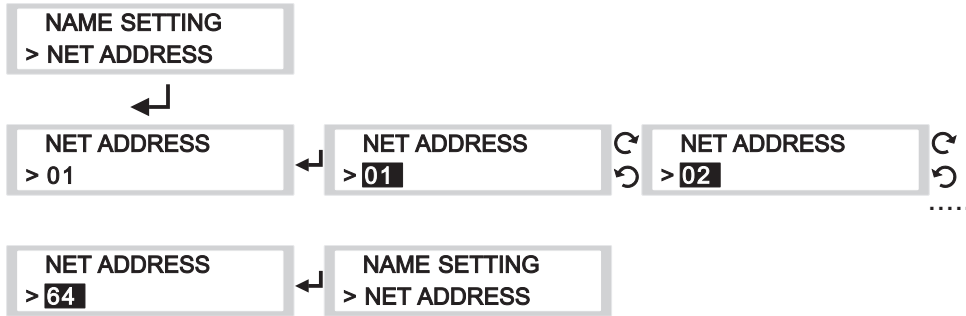 NAME SETTING
> NET ADDRESS
NET ADDRESS
> 01
NET ADDRESS
> 01
NET ADDRESS
> 02
.....
NET ADDRESS
> 64
NAME SETTING
> NET ADDRESS